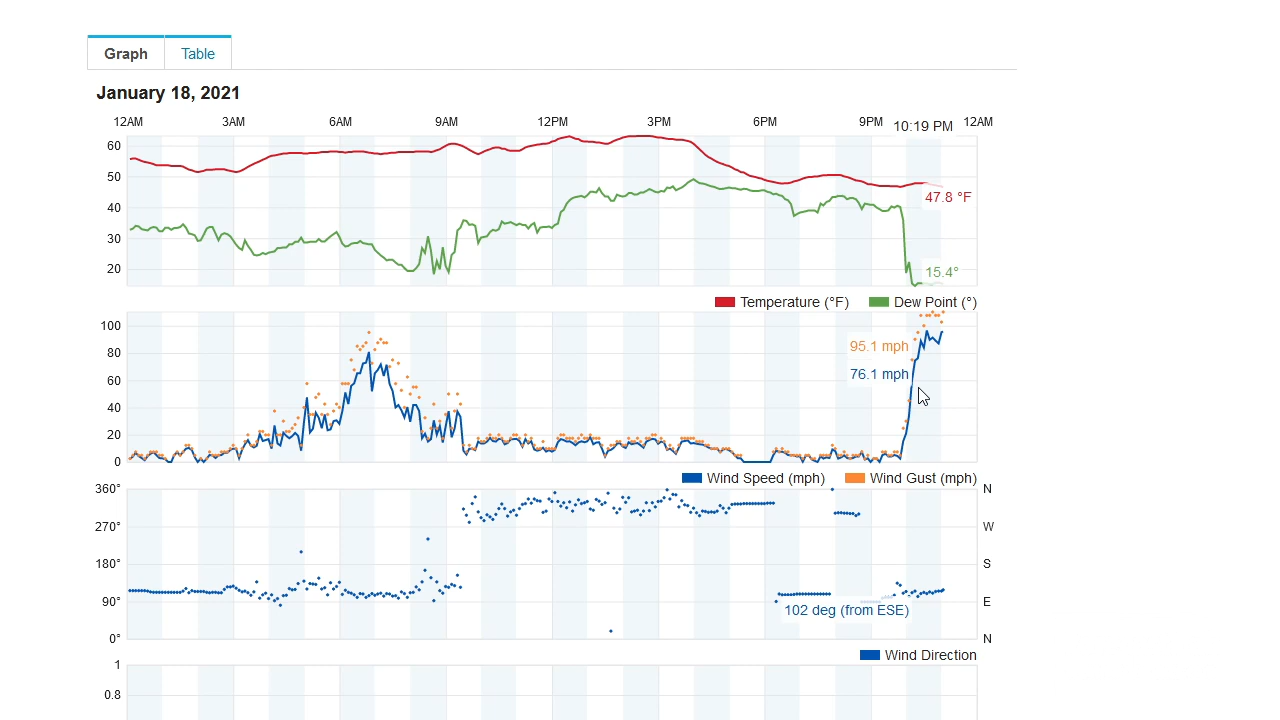 Graph Table
January 18, 2021
12AM 3AM 6AM 9AM 12PM 3PM 6PM 9PM 10:19 PM 12AM
60
50
40
30
20
47.8 °F
15.4°
Temperature (°F) Dew Point (°)
100
80
60
40
20
0
95.1 mph
76.1 mph
Wind Speed (mph) Wind Gust (mph)
360° N
270° W
180° S
90° E
0° N
102 deg (from ESE)
Wind Direction
1
0.8